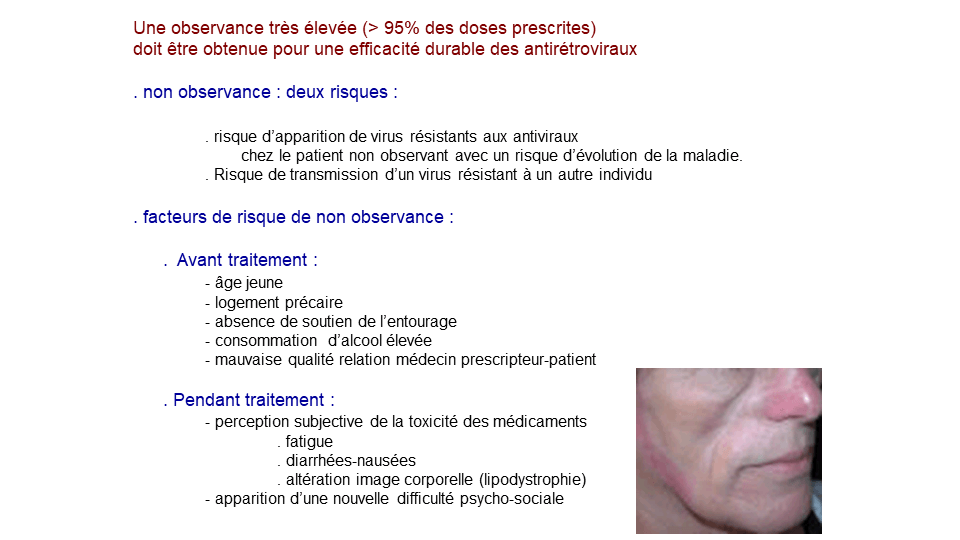 Une observance très élevée (> 95% des doses prescrites)
doit être obtenue pour une efficacité durable des antirétroviraux
. non observance : deux risques :
. risque d’apparition de virus résistants aux antiviraux
chez le patient non observant avec un risque d’évolution de la maladie.
. Risque de transmission d’un virus résistant à un autre individu
. facteurs de risque de non observance :
. Avant traitement :
- âge jeune
- logement précaire
- absence de soutien de l’entourage
- consommation d’alcool élevée
- mauvaise qualité relation médecin prescripteur-patient
. Pendant traitement :
- perception subjective de la toxicité des médicaments
. fatigue
. diarrhées-nausées
. altération image corporelle (lipodystrophie)
- apparition d’une nouvelle difficulté psycho-sociale